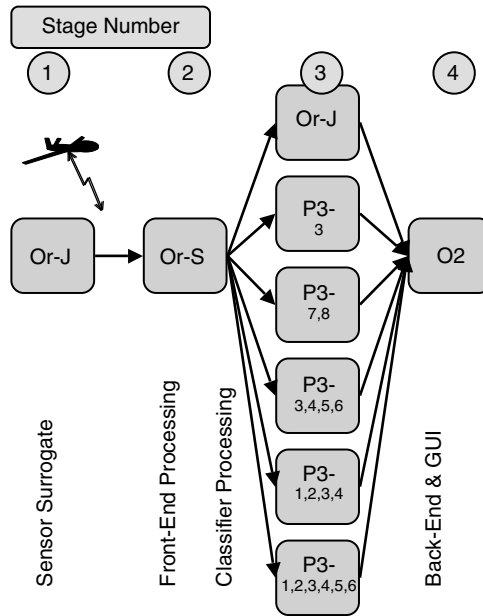 Stage Number
1
2
3
4
Or-J
P3-
3
Or-J
Or-S
O2
P3-
7,8
P3-
3,4,5,6
P3-
1,2,3,4
P3-
1,2,3,4,5,6
Sensor Surrogate
Front-End Processing
Classifier Processing
Back-End & GUI